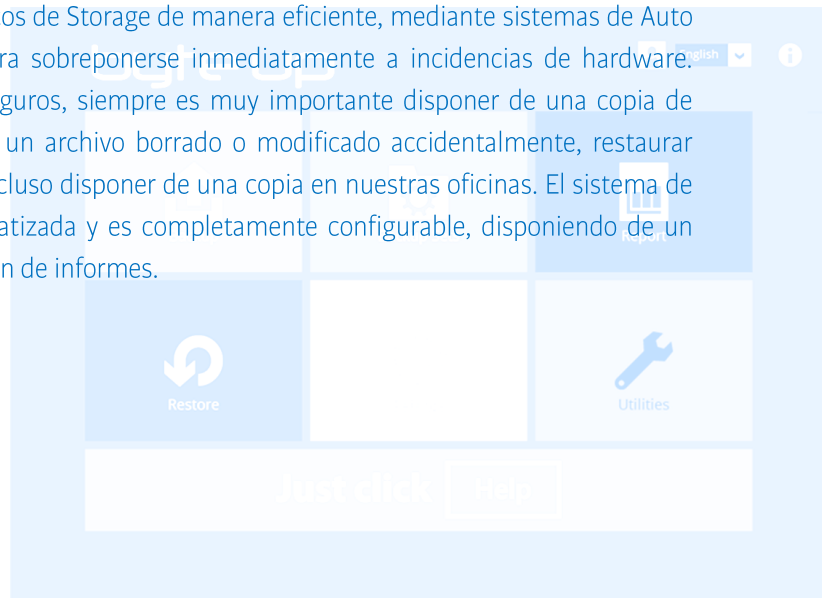 os de Storage de manera eficiente, mediante sistemas de Auto
ra sobreponerse inmediatamente a incidencias de hardware.
English
guros, siempre es muy importante disponer de una copia de
un archivo borrado o modificado accidentalmente, restaurar
cluso disponer de una copia en nuestras oficinas. El sistema de
atizada y es completamente configurable, disponiendo de un
Report
n de informes.
Restore
Utilities
Just click Help